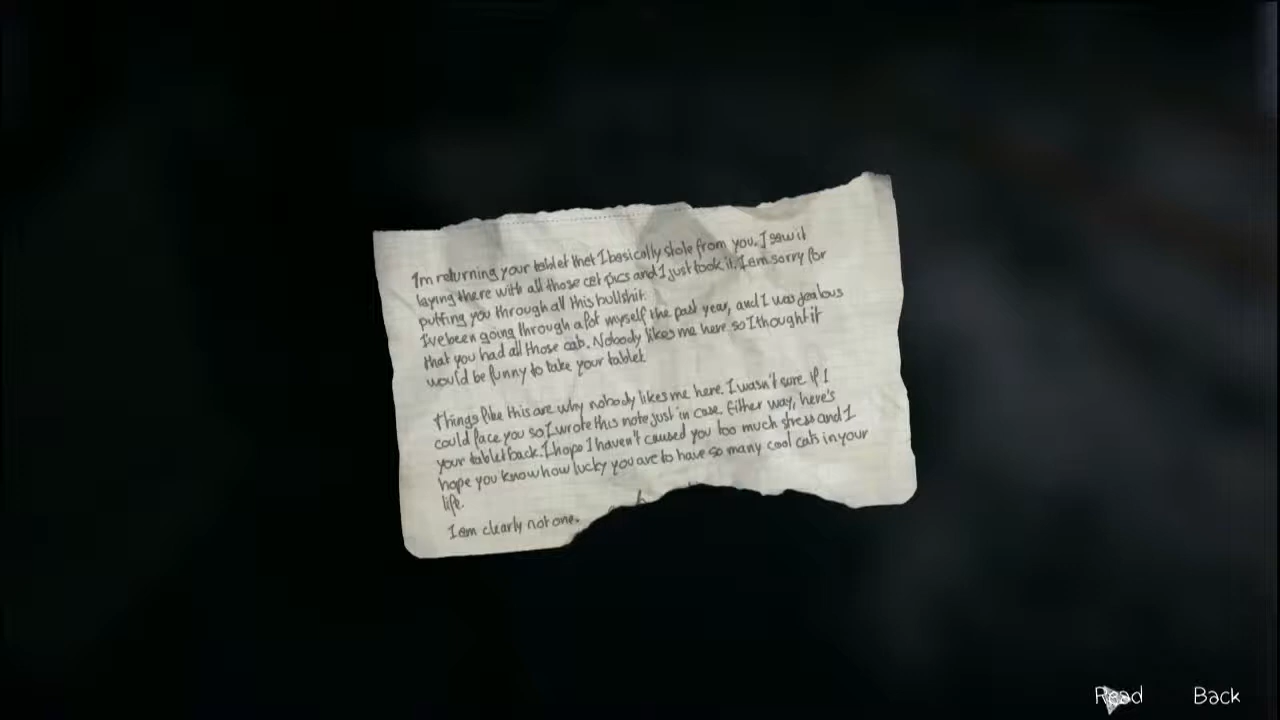 I'm returning your tablet that I basically stole from you. I saw it
laying there with all those cat pics and I just took it. I am sorry for
putting you through all this bullshit.
I've been going through a lot myself the past year, and I was jealous
that you had all those cats. Nobody likes me here so I thought it
would be funny to take your tablet.
Things like this are why nobody likes me here. I wasn't sure if I
could face you so I wrote this note just in case. Either way, here's
your tablet back. I hope I haven't caused you too much stress and I
hope you know how lucky you are to have so many cool cats in your
life.
I am clearly not one.
Read Back